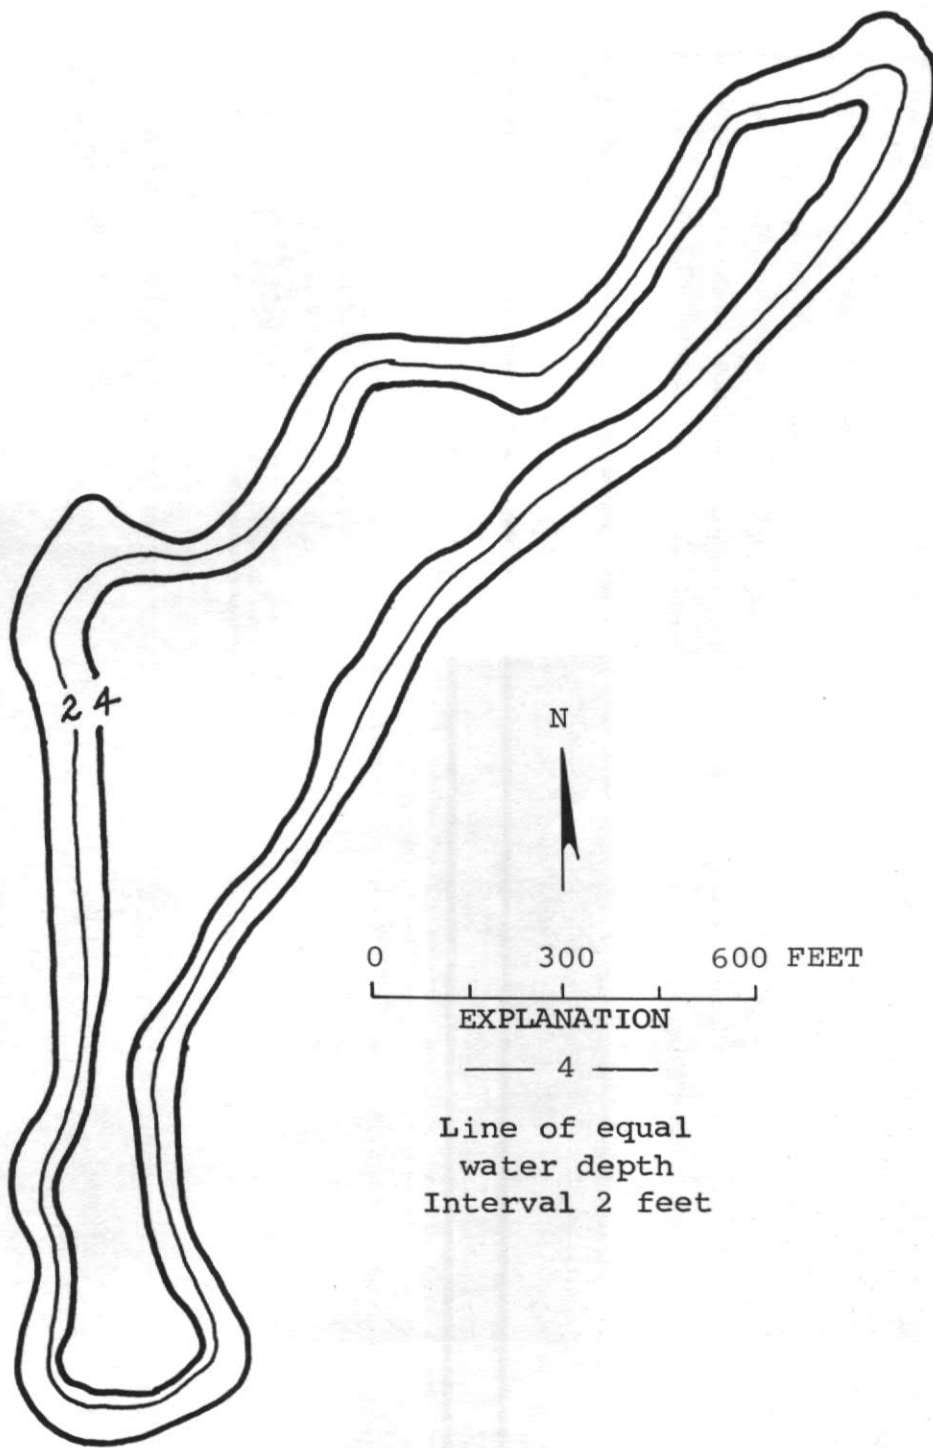 2 4
N
0 300 600 FEET
EXPLANATION
4
Line of equal
water depth
Interval 2 feet